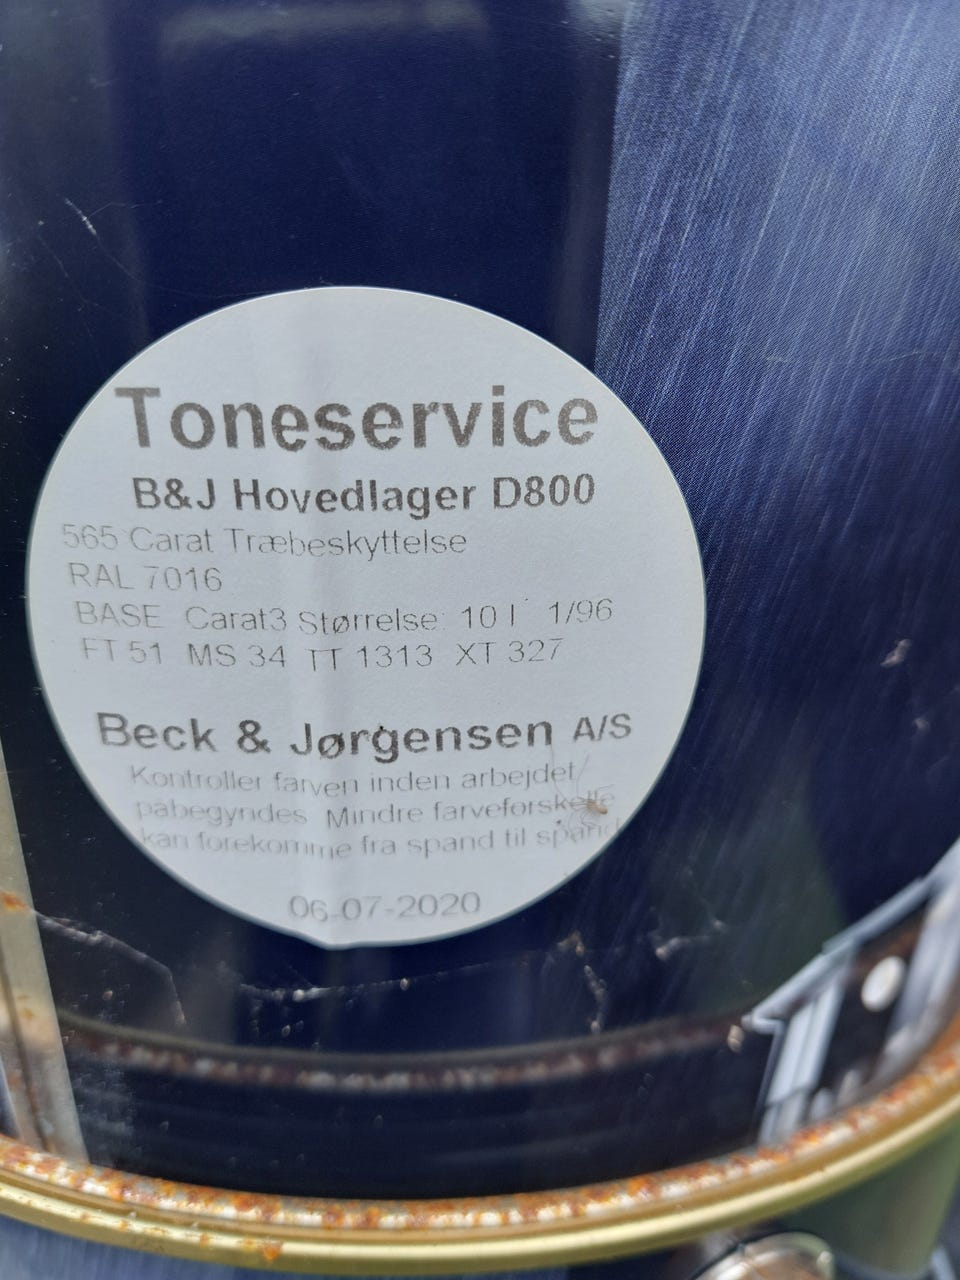 Toneservice
B&J Hovedlager D800
565 Carat Træbeskyttelse
RAL 7016
BASE Carat3 Størrelse: 10 l 1/96
FT 51 MS 34 TT 1313 XT 327
Beck & Jørgensen A/S
Kontroller farven inden arbejdet
påbegyndes Mindre farveforskelle
kan forekomme fra spand til spand
06-07-2020